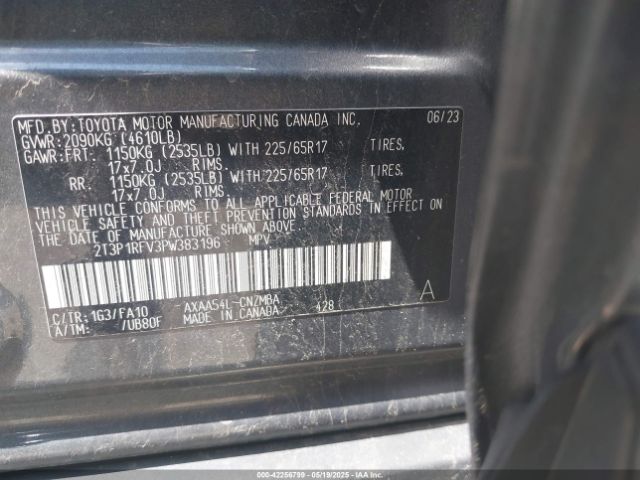 MFD.BY:TOYOTA MOTOR MANUFACTURING CANADA INC. 06/23
GVWR:2090KG (4610LB)
GAWR:FRT. 1150KG (2535LB) WITH 225/65R17 TIRES.
17x7.0J RIMS
RR. 1150KG (2535LB) WITH 225/65R17 TIRES.
17x7.0J RIMS
THIS VEHICLE CONFORMS TO ALL APPLICABLE FEDERAL MOTOR
VEHICLE SAFETY AND THEFT PREVENTION STANDARDS IN EFFECT ON
THE DATE OF MANUFACTURE SHOWN ABOVE.
2T3P1RFV3PW383196 MPV
C/TR:1G3/FA10 AXAA54L-CNZMBA 428 A
A/TM: /UB80F MADE IN CANADA
000-42256799 - 05/19/2025 - IAAI.COM